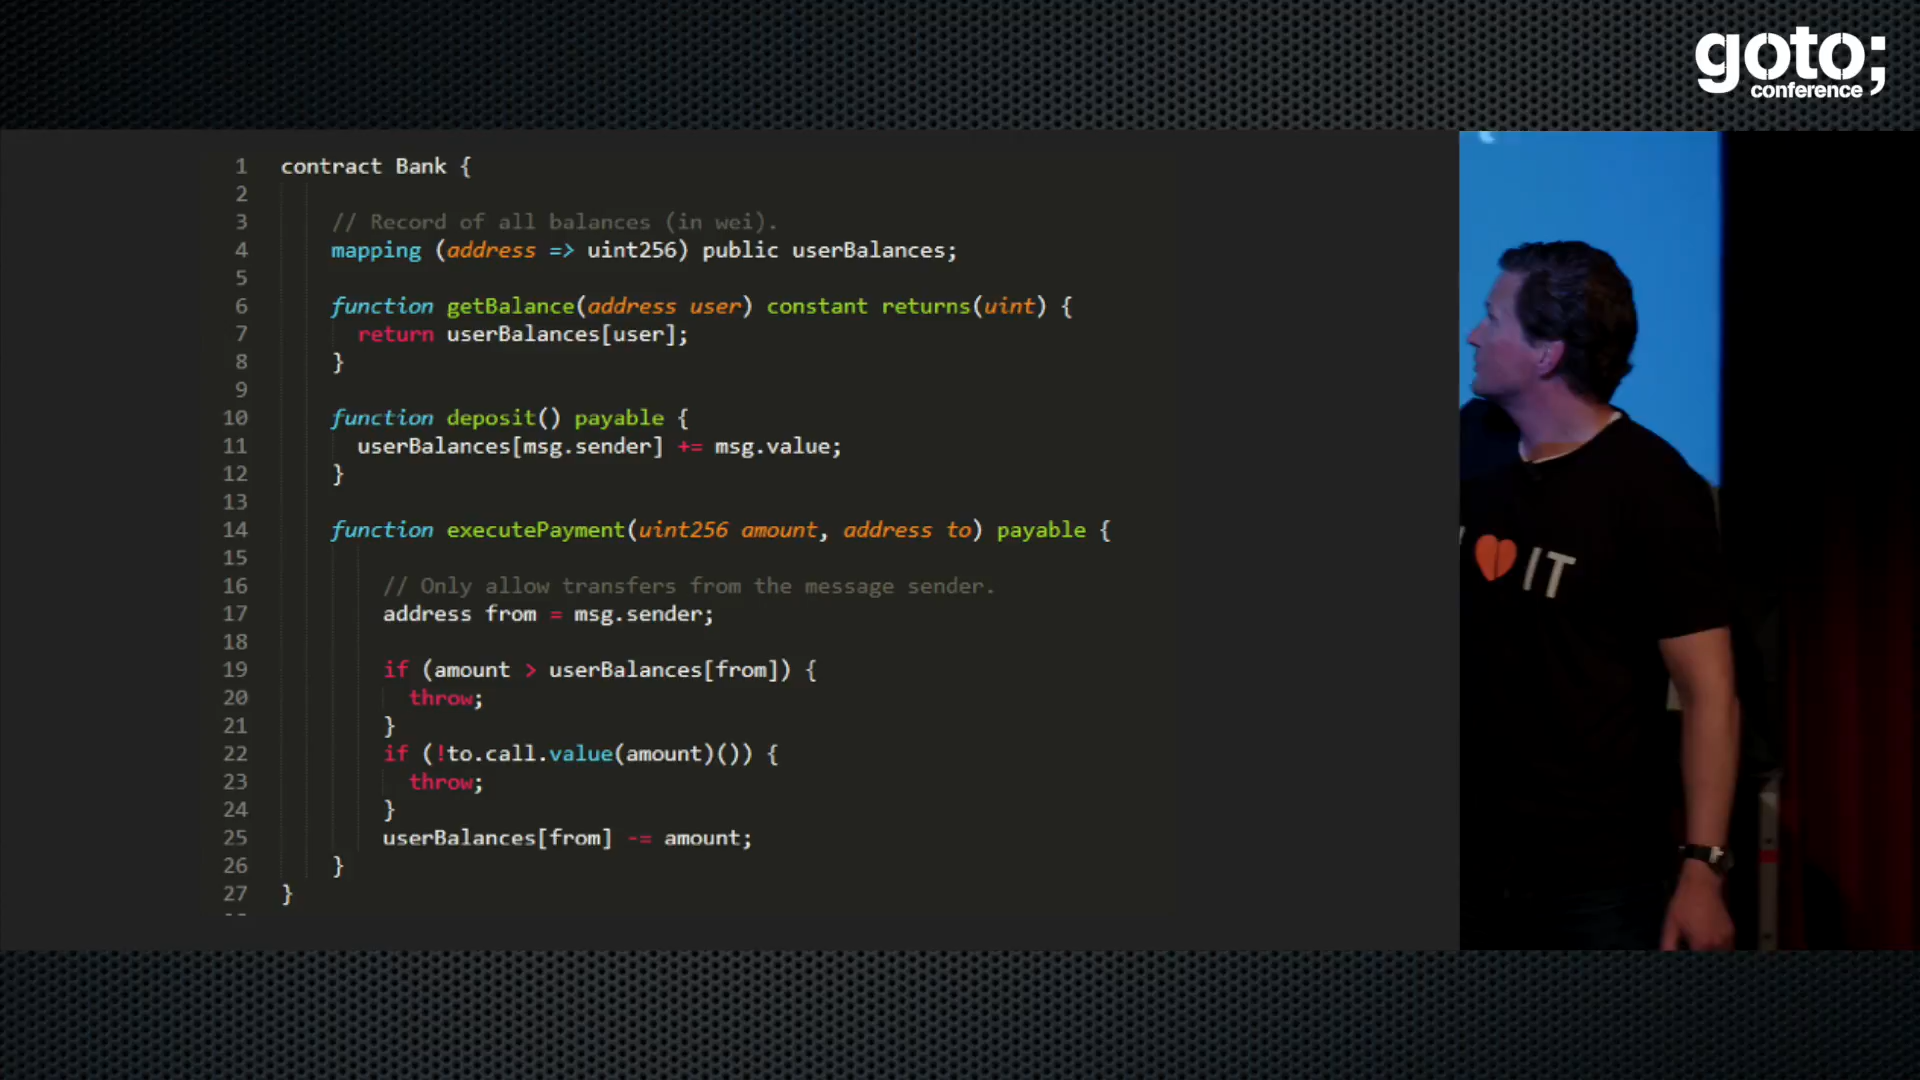 goto;
conference
1 contract Bank {
2
3 // Record of all balances (in wei).
4 mapping (address => uint256) public userBalances;
5
6 function getBalance(address user) constant returns(uint) {
7 return userBalances[user];
8 }
9
10 function deposit() payable {
11 userBalances[msg.sender] += msg.value;
12 }
13
14 function executePayment(uint256 amount, address to) payable {
15
16 // Only allow transfers from the message sender.
17 address from = msg.sender;
18
19 if (amount > userBalances[from]) {
20 throw;
21 }
22 if (!to.call.value(amount)()) {
23 throw;
24 }
25 userBalances[from] -= amount;
26 }
27 }
IT